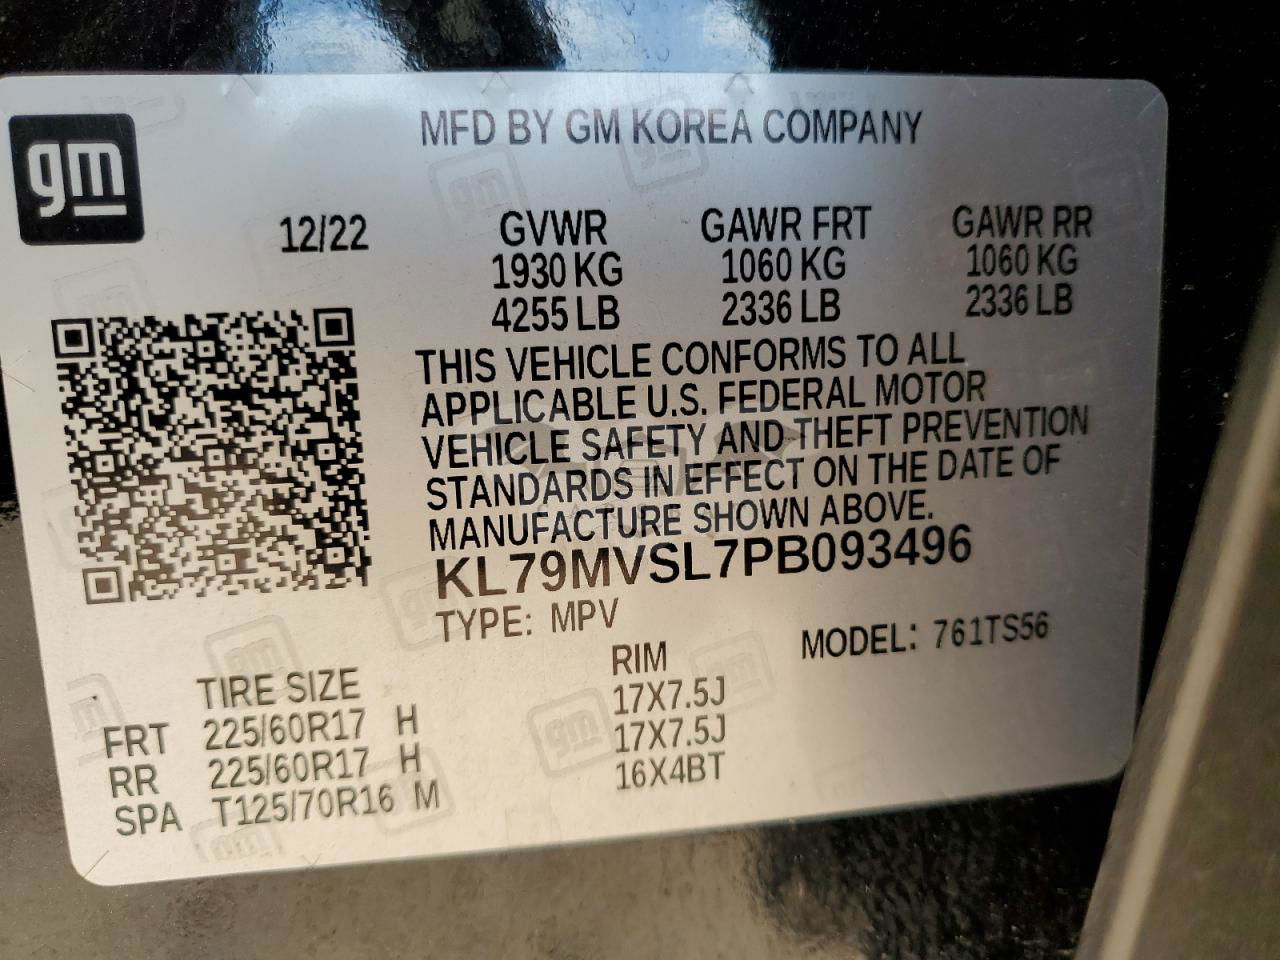 gm
MFD BY GM KOREA COMPANY
12/22
GVWR
1930 KG
4255 LB
GAWR FRT
1060 KG
2336 LB
GAWR RR
1060 KG
2336 LB
THIS VEHICLE CONFORMS TO ALL
APPLICABLE U.S. FEDERAL MOTOR
VEHICLE SAFETY AND THEFT PREVENTION
STANDARDS IN EFFECT ON THE DATE OF
MANUFACTURE SHOWN ABOVE.
KL79MVSL7PB093496
TYPE: MPV
MODEL: 761TS56
TIRE SIZE RIM
FRT 225/60R17 H 17X7.5J
RR 225/60R17 H 17X7.5J
SPA T125/70R16 M 16X4BT